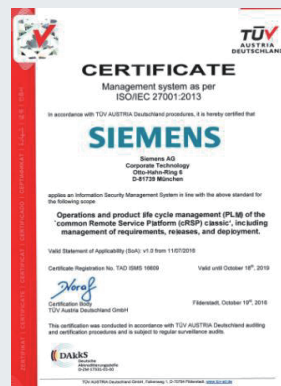 TÜV
AUSTRIA
DEUTSCHLAND
CERTIFICATE
Management system as per
ISO/IEC 27001:2013
In accordance with TÜV AUSTRIA Deutschland procedures, it is hereby certified that
SIEMENS
Siemens AG
Corporate Technology
Otto-Hahn-Ring 6
D-81739 München
applies an Information Security Management System in line with the above standard for
the following scope
Operations and product life cycle management (PLM) of the
'common Remote Service Platform (cRSP) classic', including
management of requirements, releases, and deployment.
Valid Statement of Applicability (SoA): v1.0 from 11/07/2018
Certificate Registration No. TAD ISMS 10609
Valid until October 18th, 2019
Certification Body
TÜV Austria Deutschland GmbH
Filderstadt, October 19th, 2018
This certification was conducted in accordance with TÜV AUSTRIA Deutschland auditing
and certification procedures and is subject to regular surveillance audits.
DAkkS
Deutsche
Akkreditierungsstelle